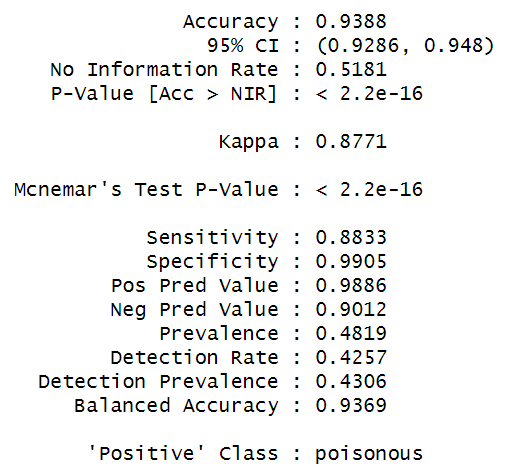 Accuracy : 0.9388
95% CI : (0.9286, 0.948)
No Information Rate : 0.5181
P-Value [Acc > NIR] : < 2.2e-16
Kappa : 0.8771
Mcnemar's Test P-Value : < 2.2e-16
Sensitivity : 0.8833
Specificity : 0.9905
Pos Pred Value : 0.9886
Neg Pred Value : 0.9012
Prevalence : 0.4819
Detection Rate : 0.4257
Detection Prevalence : 0.4306
Balanced Accuracy : 0.9369
'Positive' Class : poisonous